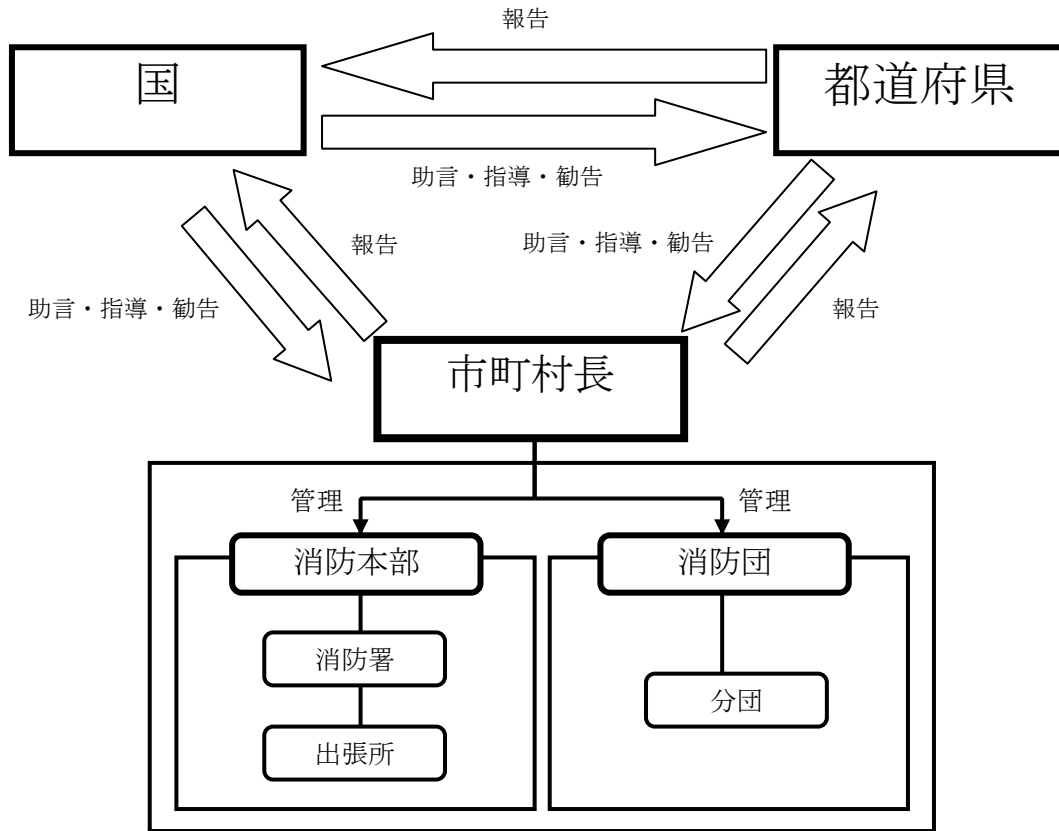 報告
国
都道府県
助言・指導・勧告
報告
助言・指導・勧告
助言・指導・勧告
報告
市町村長
管理
管理
消防本部
消防団
消防署
分団
出張所